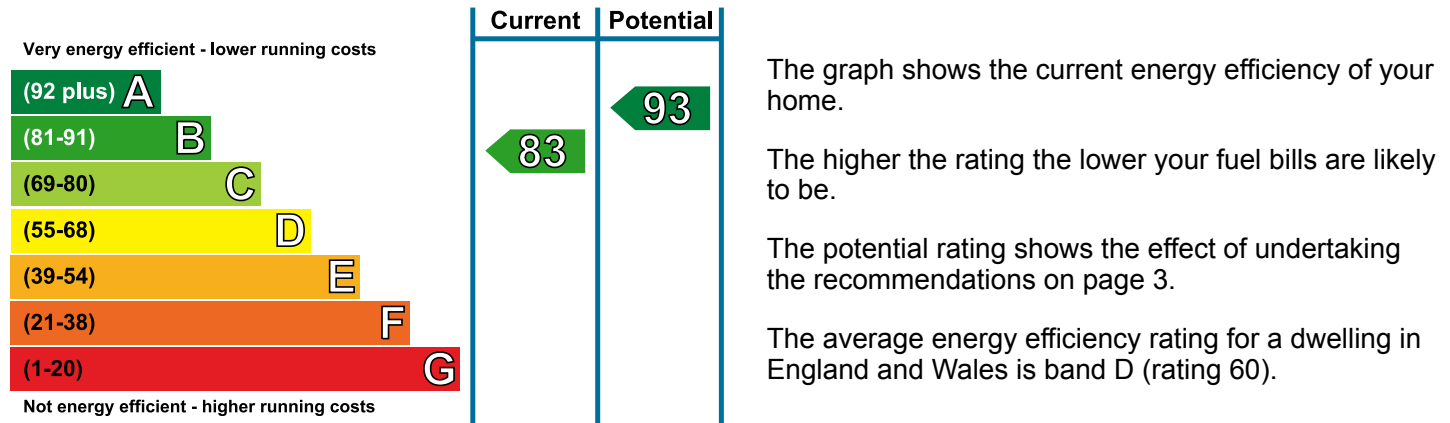 Current Potential
Very energy efficient - lower running costs
(92 plus) A
(81-91) B
(69-80) C
(55-68) D
(39-54) E
(21-38) F
(1-20) G
Not energy efficient - higher running costs
83
93
The graph shows the current energy efficiency of your
home.
The higher the rating the lower your fuel bills are likely
to be.
The potential rating shows the effect of undertaking
the recommendations on page 3.
The average energy efficiency rating for a dwelling in
England and Wales is band D (rating 60).